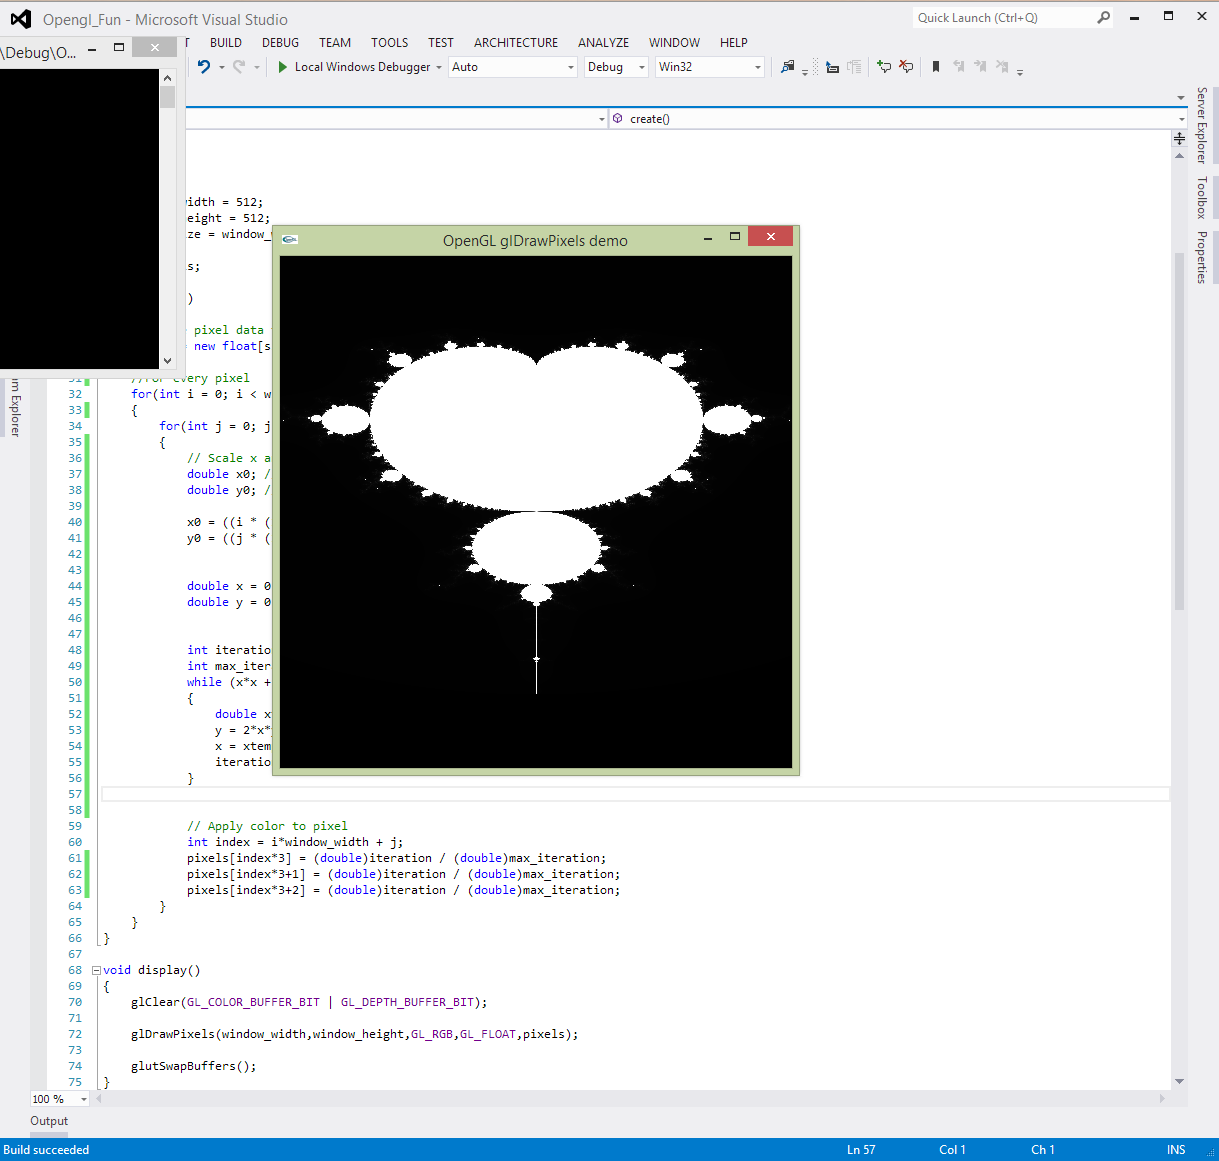 Opengl_Fun - Microsoft Visual Studio
Quick Launch (Ctrl+Q)
\Debug\O...
T BUILD DEBUG TEAM TOOLS TEST ARCHITECTURE ANALYZE WINDOW HELP
Local Windows Debugger Auto Debug Win32
create()
Server Explorer
Toolbox
Properties
m Explorer
idth = 512;
eight = 512;
ze = window_
s;
)
pixel data
new float[s
OpenGL glDrawPixels demo
31 //For every pixel
32 for(int i = 0; i < w
33 {
34 for(int j = 0; j
35 {
36 // Scale x a
37 double x0; /
38 double y0; /
39
40 x0 = ((i * (
41 y0 = ((j * (
42
43
44 double x = 0
45 double y = 0
46
47
48 int iteratio
49 int max_iter
50 while (x*x +
51 {
52 double x
53 y = 2*x*
54 x = xtem
55 iteratio
56 }
57
58
59 // Apply color to pixel
60 int index = i*window_width + j;
61 pixels[index*3] = (double)iteration / (double)max_iteration;
62 pixels[index*3+1] = (double)iteration / (double)max_iteration;
63 pixels[index*3+2] = (double)iteration / (double)max_iteration;
64 }
65 }
66 }
67
68 void display()
69 {
70 glClear(GL_COLOR_BUFFER_BIT | GL_DEPTH_BUFFER_BIT);
71
72 glDrawPixels(window_width,window_height,GL_RGB,GL_FLOAT,pixels);
73
74 glutSwapBuffers();
75 }
100 %
Output
Build succeeded Ln 57 Col 1 Ch 1 INS